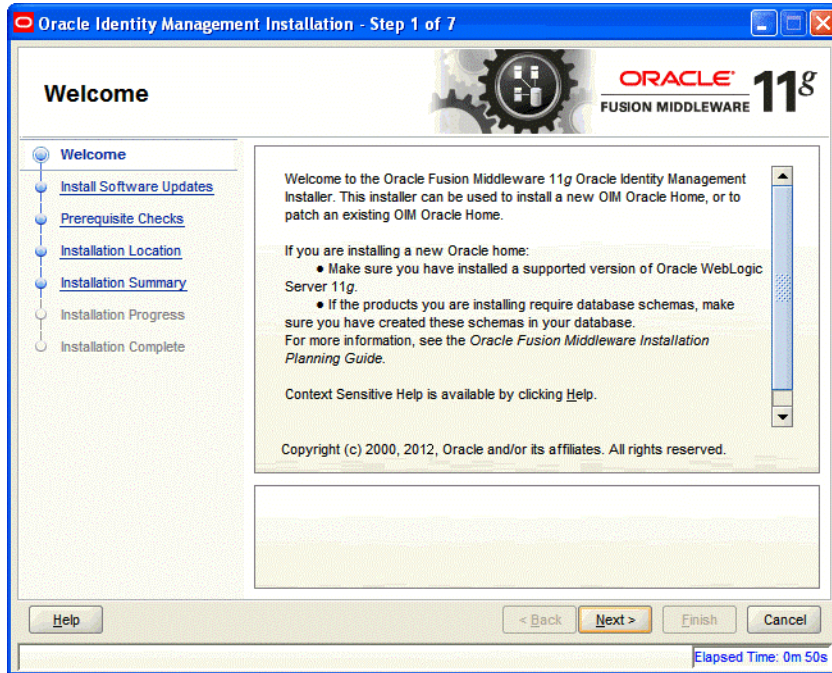 Oracle Identity Management Installation - Step 1 of 7
Welcome
ORACLE®
FUSION MIDDLEWARE
11g
Welcome
Install Software Updates
Prerequisite Checks
Installation Location
Installation Summary
Installation Progress
Installation Complete
Welcome to the Oracle Fusion Middleware 11g Oracle Identity Management
Installer. This installer can be used to install a new OIM Oracle Home, or to
patch an existing OIM Oracle Home.
If you are installing a new Oracle home:
● Make sure you have installed a supported version of Oracle WebLogic
Server 11g.
● If the products you are installing require database schemas, make
sure you have created these schemas in your database.
For more information, see the Oracle Fusion Middleware Installation
Planning Guide.
Context Sensitive Help is available by clicking Help.
Copyright (c) 2000, 2012, Oracle and/or its affiliates. All rights reserved.
Help
< Back
Next >
Finish
Cancel
Elapsed Time: 0m 50s